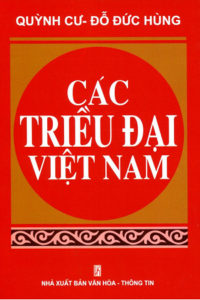 QUỲNH CƯ- ĐỖ ĐỨC HÙNG
CÁC
TRIỀU ĐẠI
VIỆT NAM
NHÀ XUẤT BẢN VĂN HÓA - THÔNG TIN